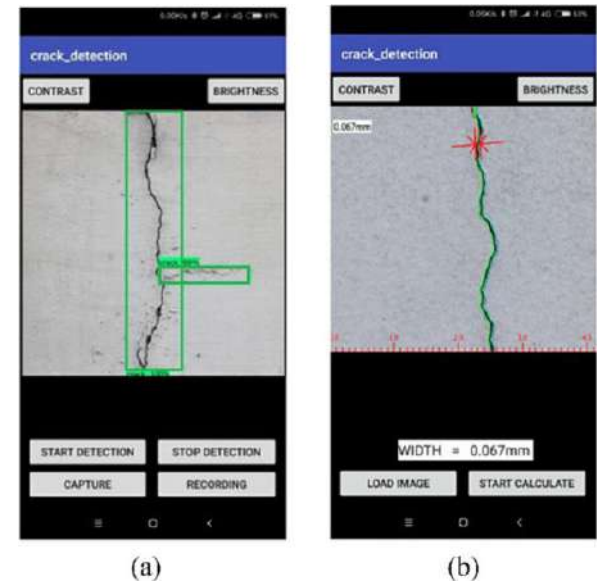 crack_detection
CONTRAST
BRIGHTNESS
START DETECTION
STOP DETECTION
CAPTURE
RECORDING
(a)
crack_detection
CONTRAST
BRIGHTNESS
0.067mm
WIDTH = 0.067mm
LOAD IMAGE
START CALCULATE
(b)